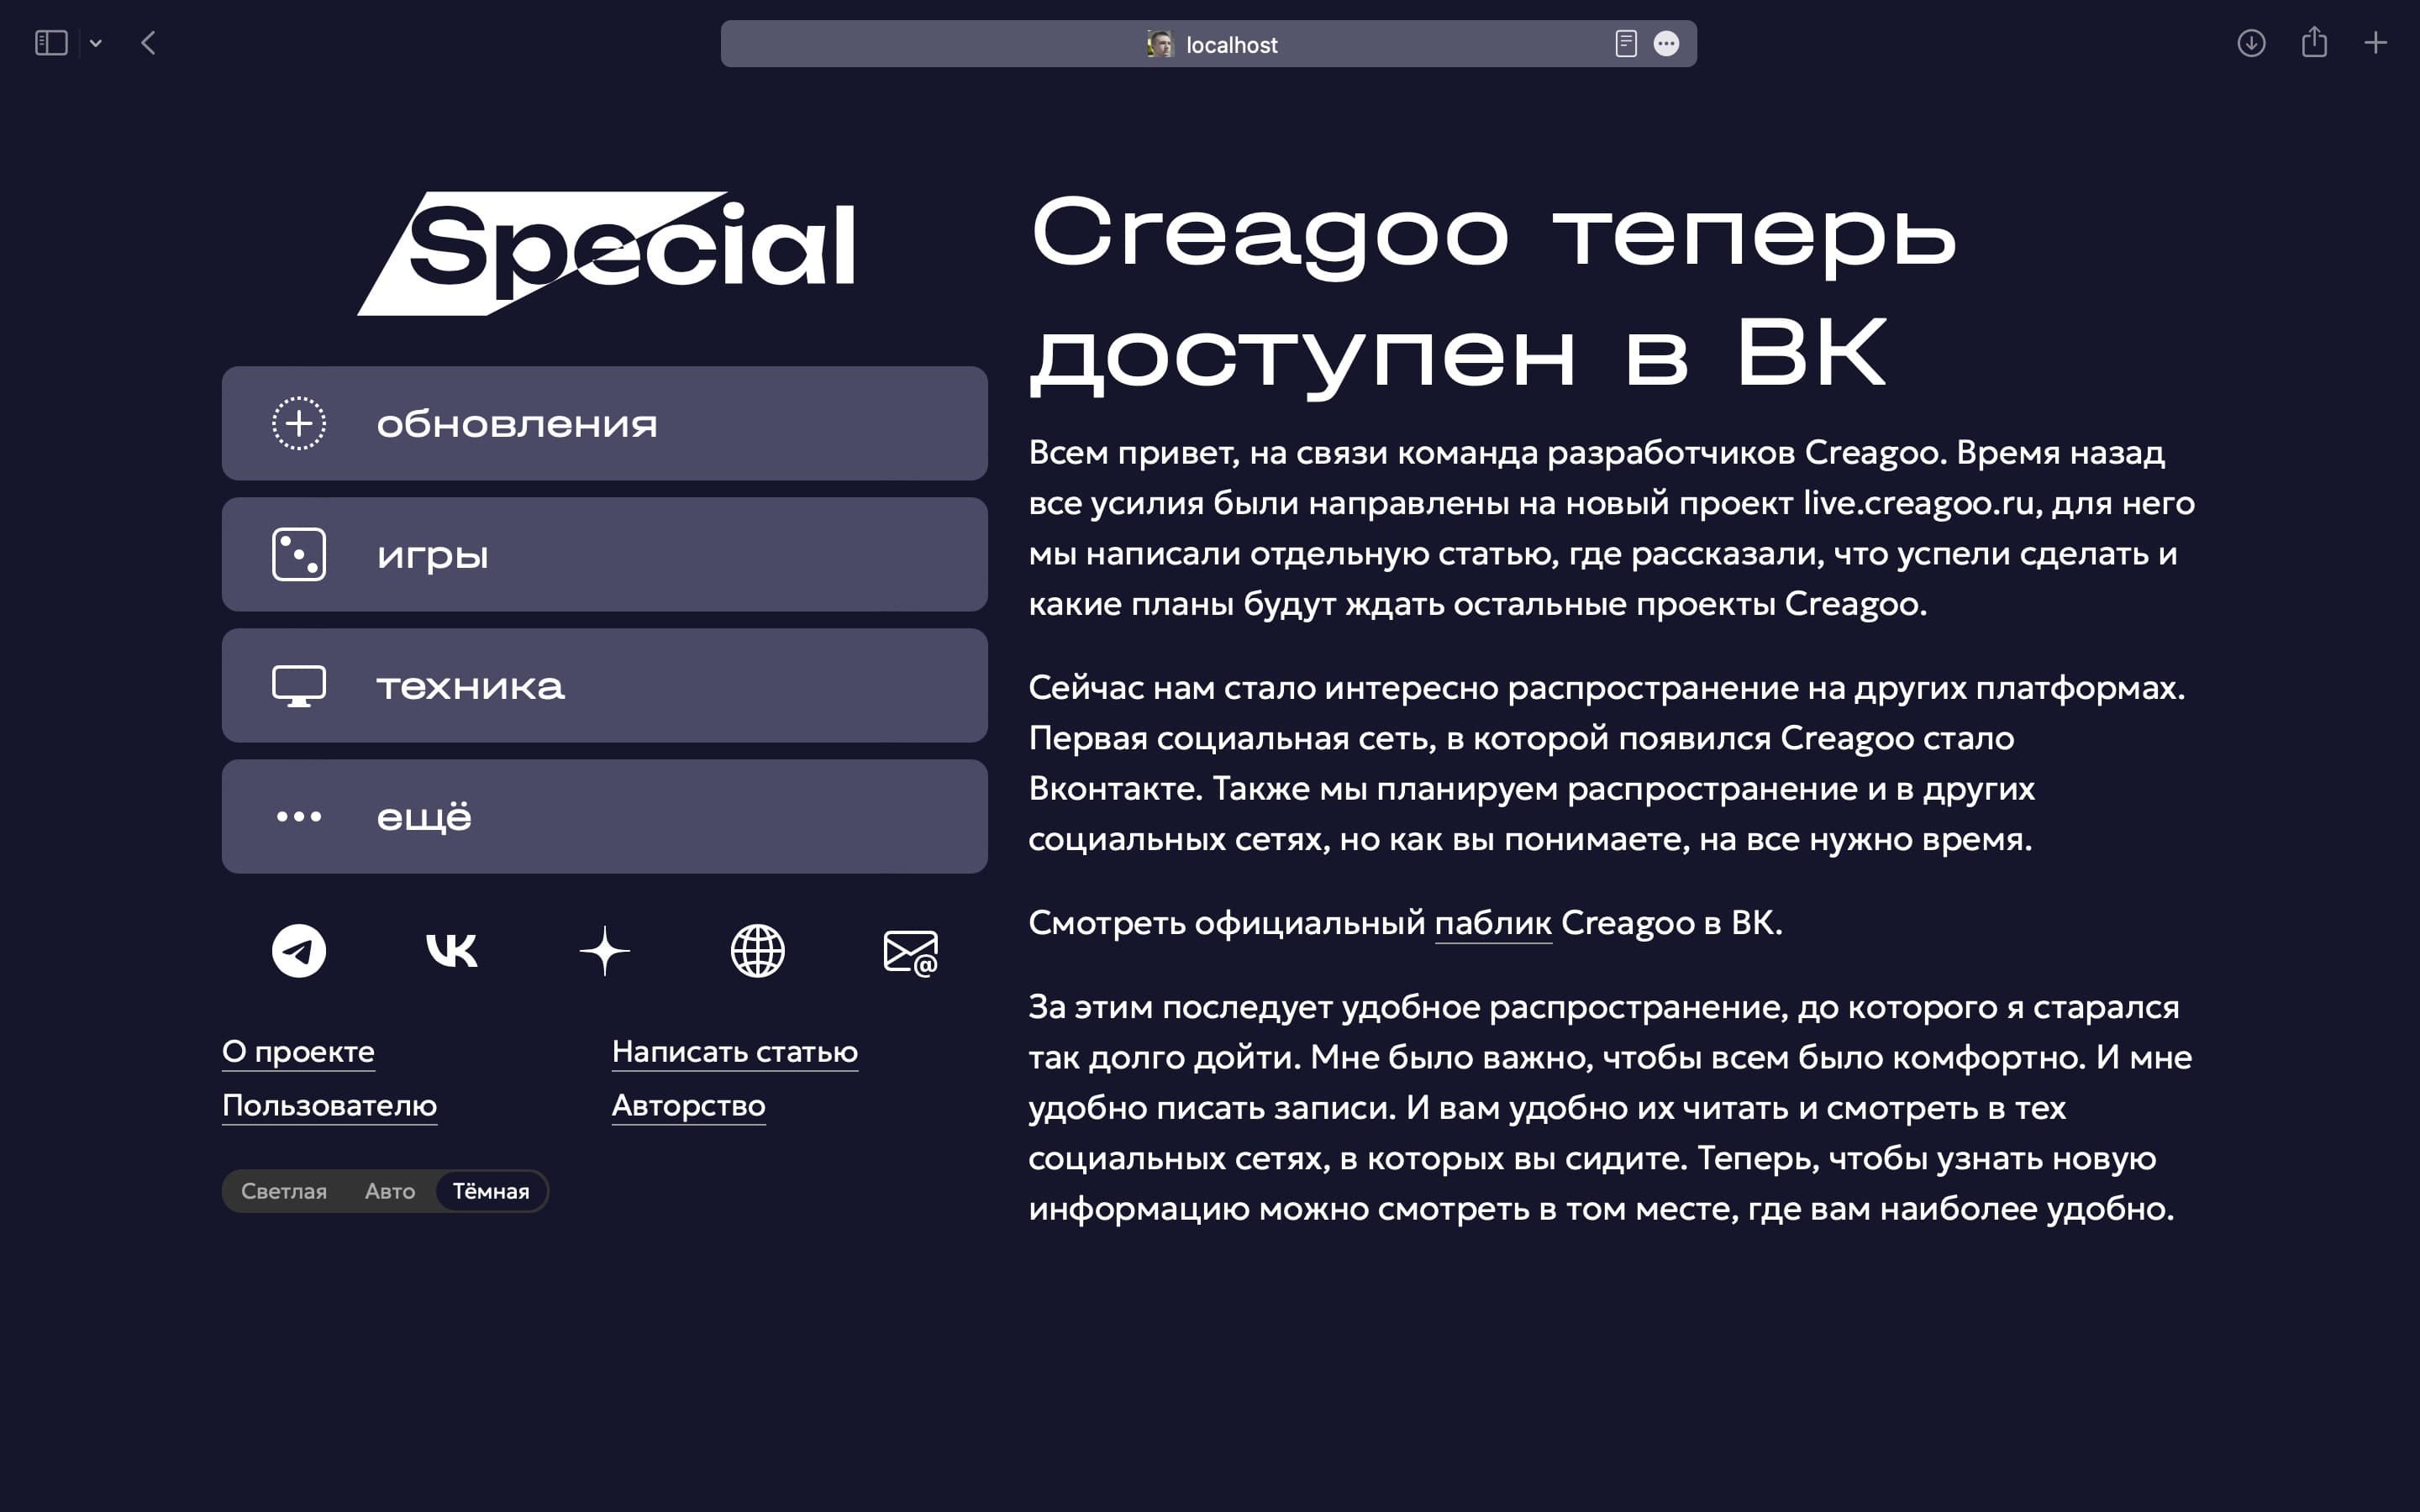 localhost
Special
обновления
игры
техника
ещё
О проекте
Написать статью
Пользователю
Авторство
Светлая
Авто
Тёмная
Creagoo теперь
доступен в ВК
Всем привет, на связи команда разработчиков Creagoo. Время назад
все усилия были направлены на новый проект live.creagoo.ru, для него
мы написали отдельную статью, где рассказали, что успели сделать и
какие планы будут ждать остальные проекты Creagoo.
Сейчас нам стало интересно распространение на других платформах.
Первая социальная сеть, в которой появился Creagoo стало
Вконтакте. Также мы планируем распространение и в других
социальных сетях, но как вы понимаете, на все нужно время.
Смотреть официальный паблик Creagoo в ВК.
За этим последует удобное распространение, до которого я старался
так долго дойти. Мне было важно, чтобы всем было комфортно. И мне
удобно писать записи. И вам удобно их читать и смотреть в тех
социальных сетях, в которых вы сидите. Теперь, чтобы узнать новую
информацию можно смотреть в том месте, где вам наиболее удобно.